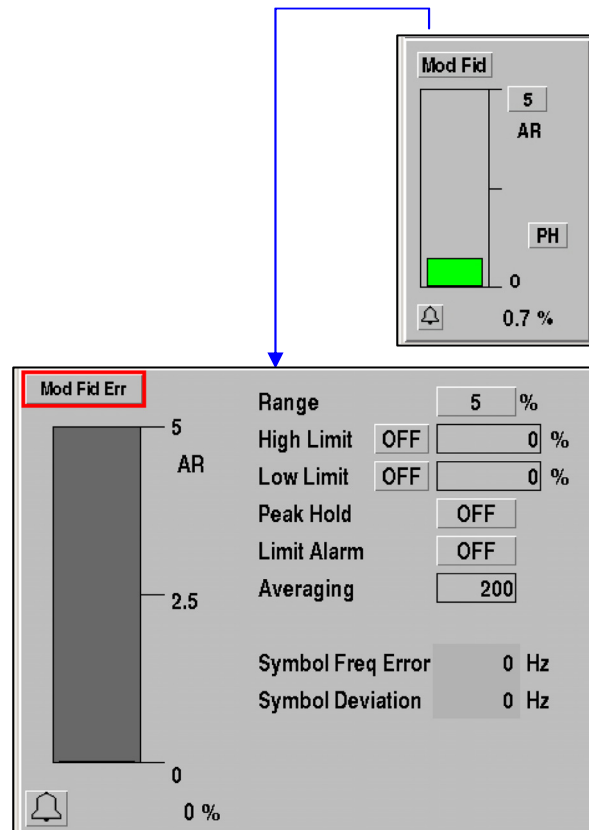 Mod Fid
5
AR
PH
0
0.7 %
Mod Fid Err
5
AR
2.5
0
0 %
Range 5 %
High Limit OFF 0 %
Low Limit OFF 0 %
Peak Hold OFF
Limit Alarm OFF
Averaging 200
Symbol Freq Error 0 Hz
Symbol Deviation 0 Hz